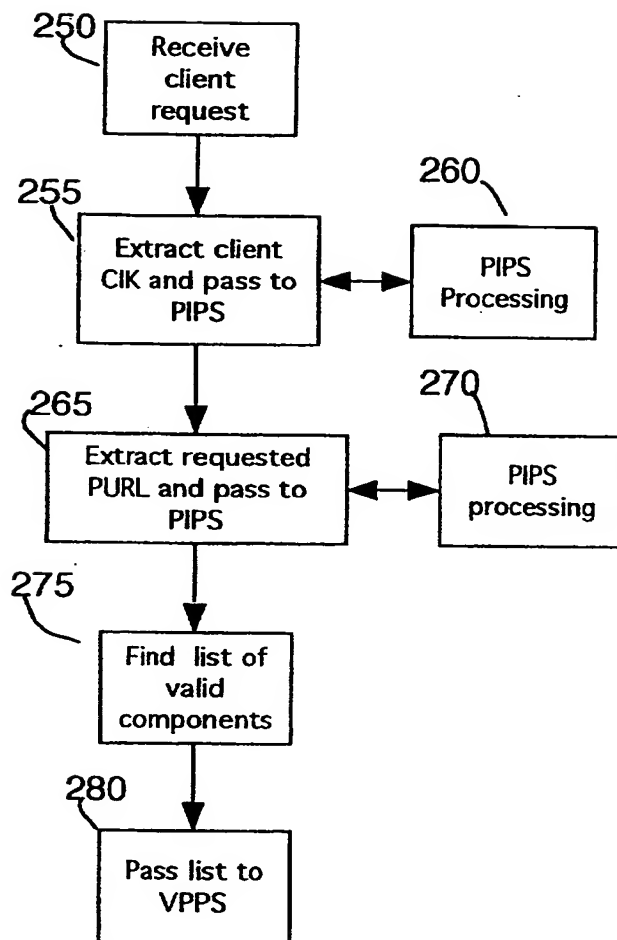 250
Receive
client
request
255
Extract client
CIK and pass to
PIPS
260
PIPS
Processing
265
Extract requested
PURL and pass to
PIPS
270
PIPS
processing
275
Find list of
valid
components
280
Pass list to
VPPS